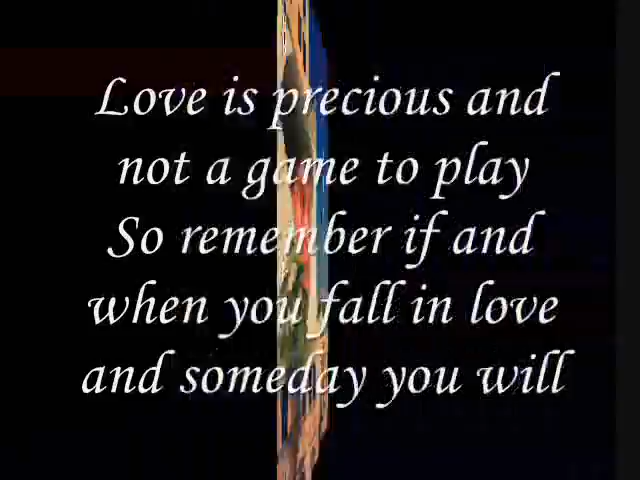 Love is precious and
not a game to play
So remember if and
when you fall in love
and someday you will